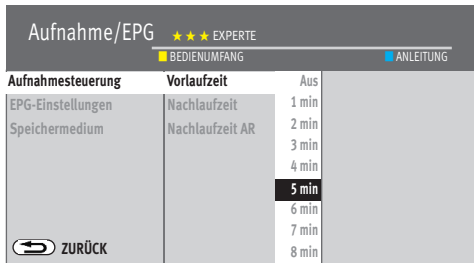 Aufnahme/EPG ★ ★ ★ EXPERTE
BEDIENUMFANG ANLEITUNG
Aufnahmesteuerung Vorlaufzeit Aus
EPG-Einstellungen Nachlaufzeit 1 min
Speichermedium Nachlaufzeit AR 2 min
3 min
4 min
5 min
6 min
7 min
ZURÜCK 8 min